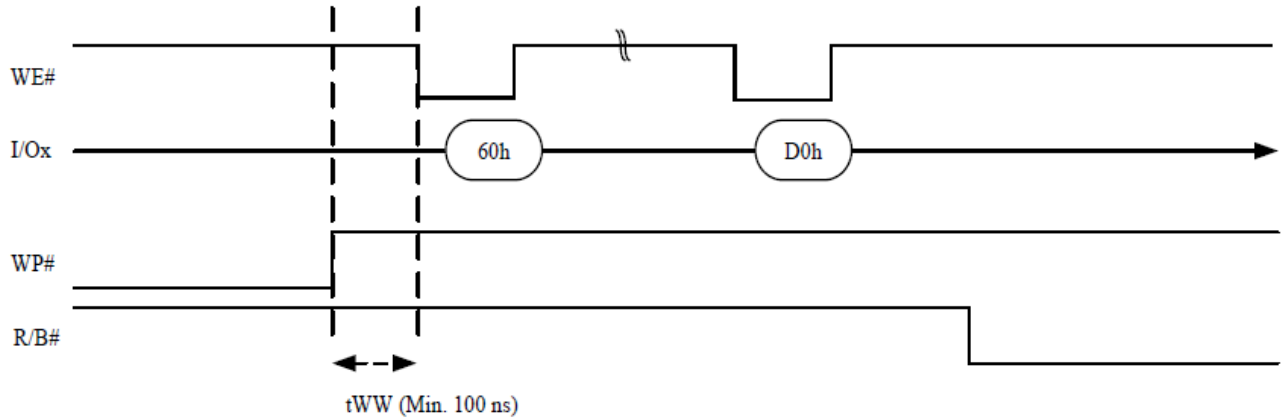 WE#
I/Ox
60h
D0h
WP#
R/B#
tWW (Min. 100 ns)